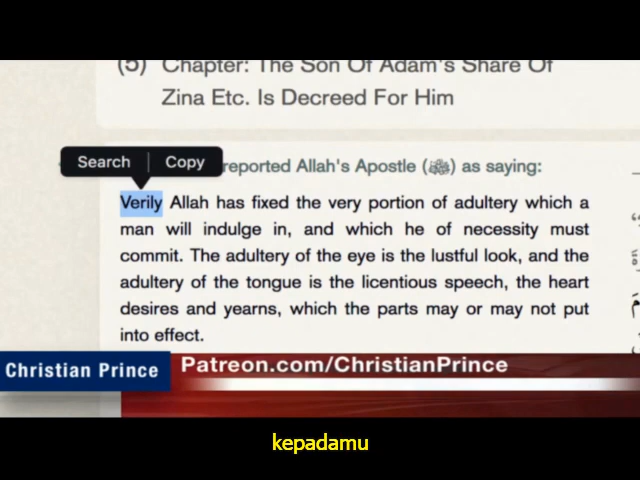 (5) Chapter: The Son Of Adam's Share Of
Zina Etc. Is Decreed For Him
Search Copy
reported Allah's Apostle (ﷺ) as saying:
Verily Allah has fixed the very portion of adultery which a
man will indulge in, and which he of necessity must
commit. The adultery of the eye is the lustful look, and the
adultery of the tongue is the licentious speech, the heart
desires and yearns, which the parts may or may not put
into effect.
Christian Prince
Patreon.com/ChristianPrince
kepadamu